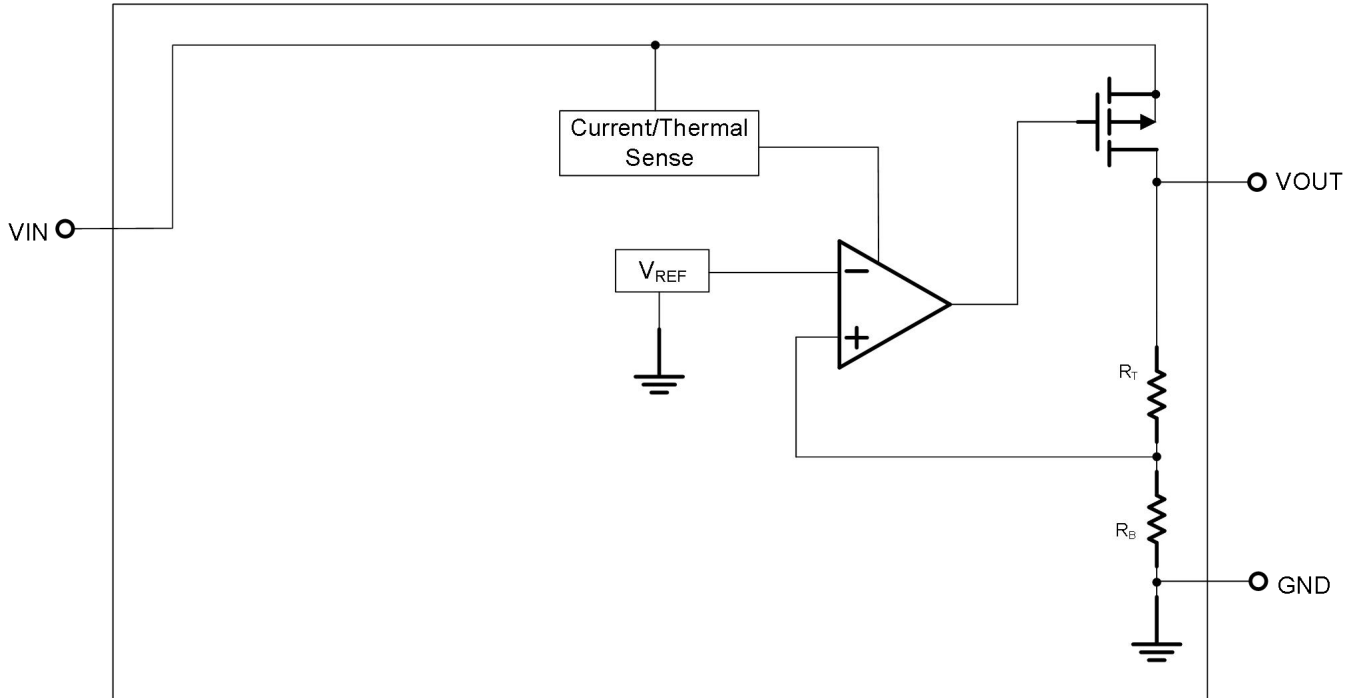 Current/Thermal
Sense
VOUT
VIN
VREF
−
+
RT
RB
GND